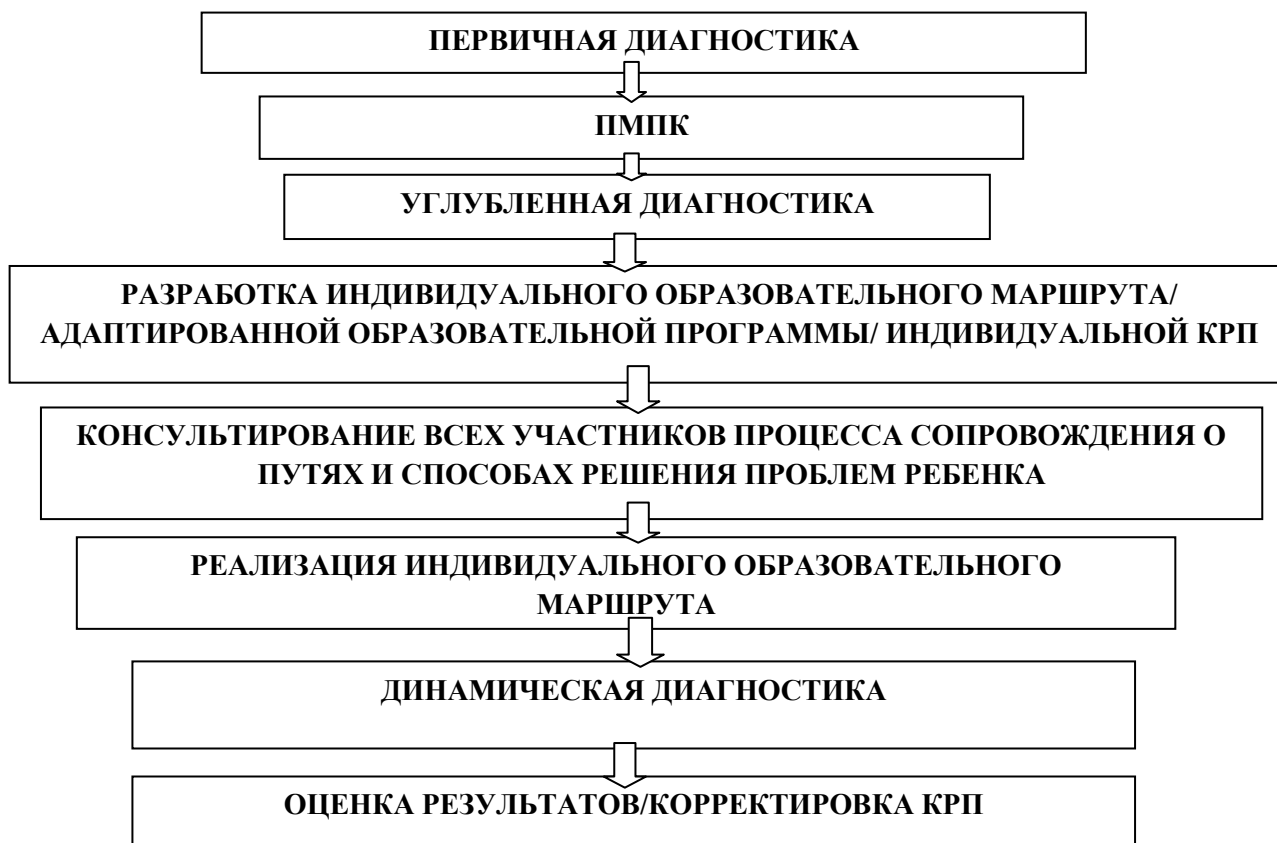 ПЕРВИЧНАЯ ДИАГНОСТИКА
ПМПК
УГЛУБЛЕННАЯ ДИАГНОСТИКА
РАЗРАБОТКА ИНДИВИДУАЛЬНОГО ОБРАЗОВАТЕЛЬНОГО МАРШРУТА/
АДАПТИРОВАННОЙ ОБРАЗОВАТЕЛЬНОЙ ПРОГРАММЫ/ ИНДИВИДУАЛЬНОЙ КРП
КОНСУЛЬТИРОВАНИЕ ВСЕХ УЧАСТНИКОВ ПРОЦЕССА СОПРОВОЖДЕНИЯ О
ПУТЯХ И СПОСОБАХ РЕШЕНИЯ ПРОБЛЕМ РЕБЕНКА
РЕАЛИЗАЦИЯ ИНДИВИДУАЛЬНОГО ОБРАЗОВАТЕЛЬНОГО
МАРШРУТА
ДИНАМИЧЕСКАЯ ДИАГНОСТИКА
ОЦЕНКА РЕЗУЛЬТАТОВ/КОРРЕКТИРОВКА КРП